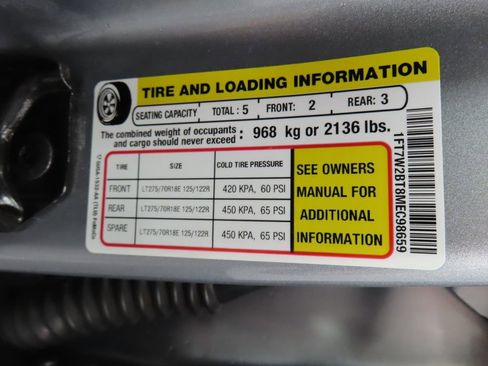 TIRE AND LOADING INFORMATION
SEATING CAPACITY TOTAL : 5 FRONT: 2 REAR: 3
The combined weight of occupants and cargo should never exceed : 968 kg or 2136 lbs.
TIRE SIZE COLD TIRE PRESSURE
FRONT LT275/70R18E 125/122R 420 KPA, 60 PSI
REAR LT275/70R18E 125/122R 450 KPA, 65 PSI
SPARE LT275/70R18E 125/122R 450 KPA, 65 PSI
SEE OWNERS
MANUAL FOR
ADDITIONAL
INFORMATION
1FT7W2BT8MEC98659